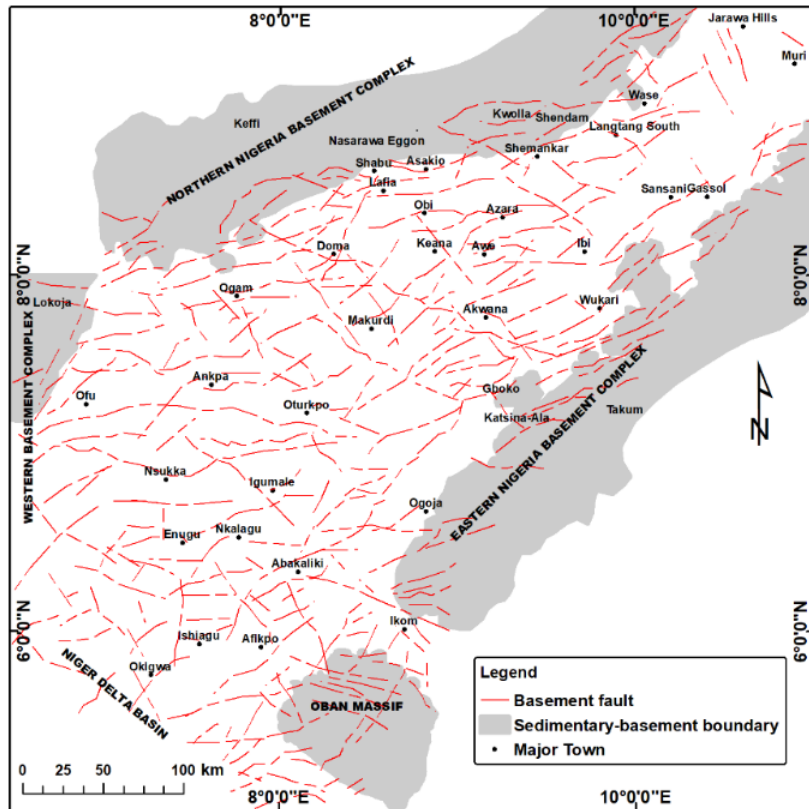 8°0'0"E
10°0'0"E
Jarawa Hills
Muri
Wase
NORTHERN NIGERIA BASEMENT COMPLEX
Keffi
Kwolla
Shendam
Langtang South
Nasarawa Eggon
Shemankar
Shabu
Asakio
Lafia
Sansani
Gassol
Obi
Azara
Doma
Keana
Awe
Ibi
8°0'0"N
8°0'0"N
Lokoja
Ogam
Wukari
Akwana
Makurdi
WESTERN BASEMENT COMPLEX
Ankpa
Gboko
Ofu
Oturkpo
Katsina-Ala
Takum
EASTERN NIGERIA BASEMENT COMPLEX
N
Nsukka
Igumale
Ogoja
Enugu
Nkalagu
Abakaliki
6°0'0"N
6°0'0"N
Ikom
Ishiagu
Afikpo
Okigwa
NIGER DELTA BASIN
OBAN MASSIF
Legend
Basement fault
Sedimentary-basement boundary
Major Town
0 25 50 100 km
8°0'0"E
10°0'0"E